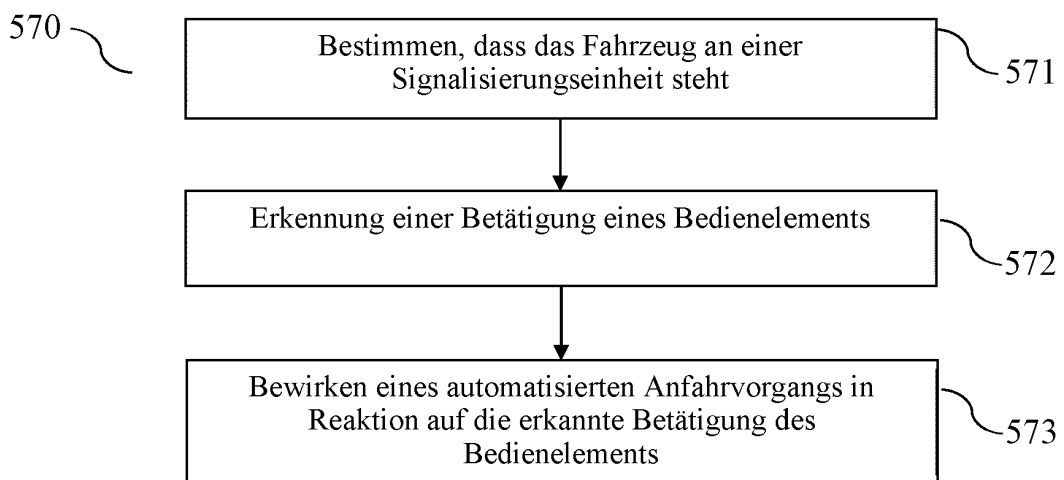 570
Bestimmen, dass das Fahrzeug an einer
Signalisierungseinheit steht
571
Erkennung einer Betätigung eines Bedienelements
572
Bewirken eines automatisierten Anfahrvorgangs in
Reaktion auf die erkannte Betätigung des
Bedienelements
573